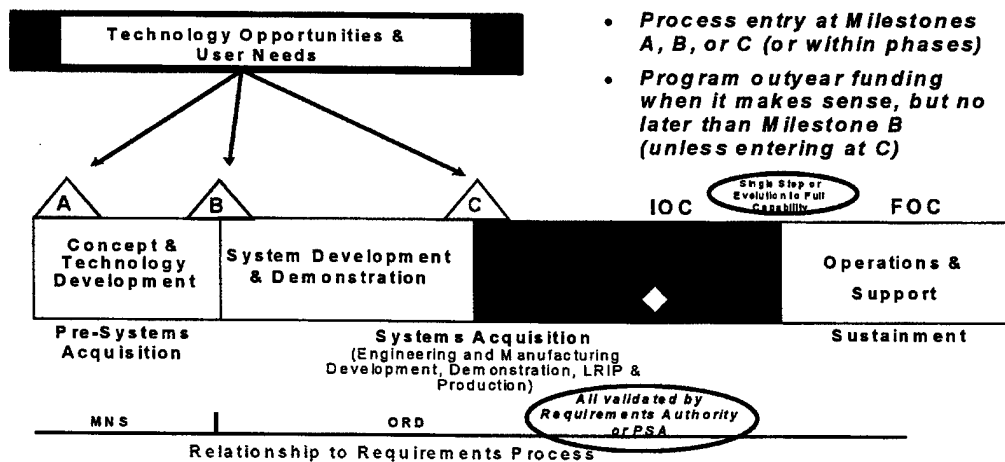 Technology Opportunities &
User Needs
• Process entry at Milestones
A, B, or C (or within phases)
• Program outyear funding
when it makes sense, but no
later than Milestone B
(unless entering at C)
A
B
C
IOC
Single Step or
Evolution to Full
Capability
FOC
Concept &
Technology
Development
System Development
& Demonstration
Operations &
Support
Pre-Systems
Acquisition
Systems Acquisition
(Engineering and Manufacturing
Development, Demonstration, LRIP &
Production)
Sustainment
MNS
ORD
All validated by
Requirements Authority
or PSA
Relationship to Requirements Process